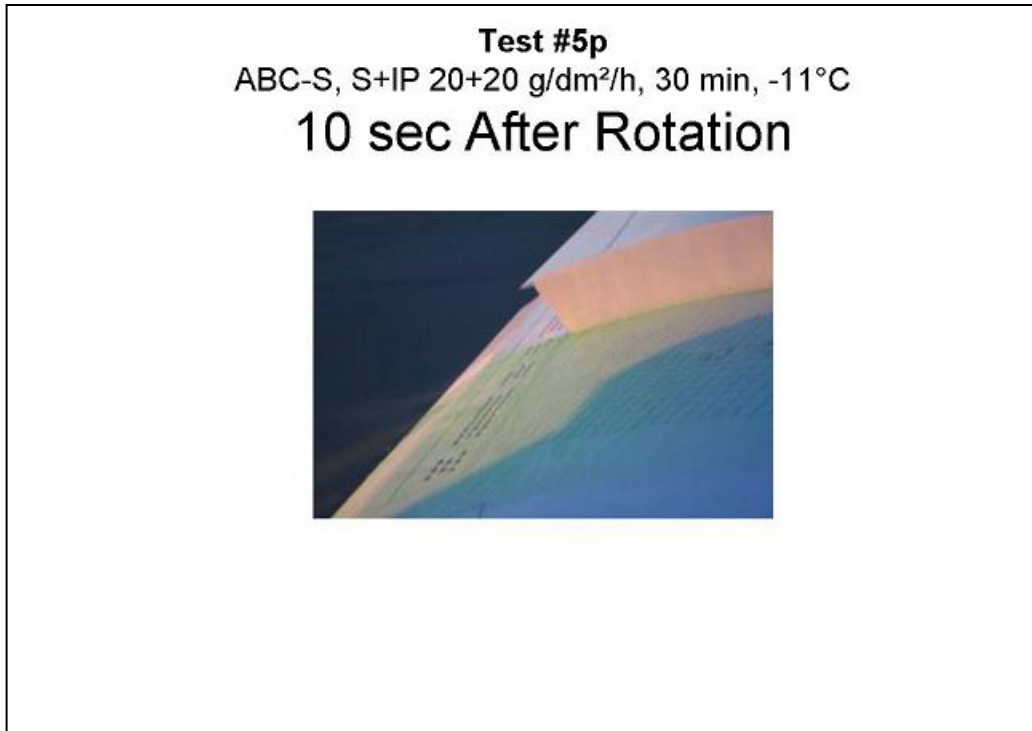 Test #5p
ABC-S, S+IP 20+20 g/dm²/h, 30 min, -11°C
10 sec After Rotation